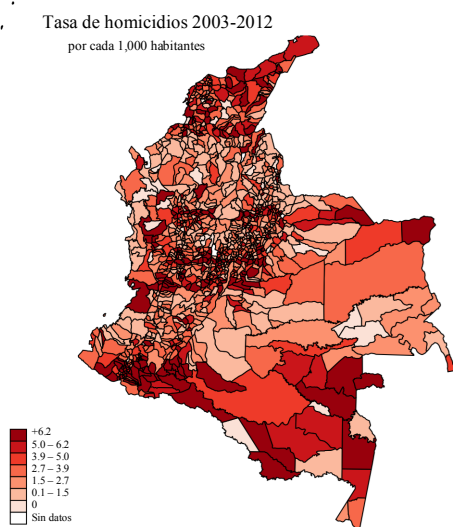 Tasa de homicidios 2003-2012
por cada 1,000 habitantes
+6.2
5.0 – 6.2
3.9 – 5.0
2.7 – 3.9
1.5 – 2.7
0.1 – 1.5
0
Sin datos